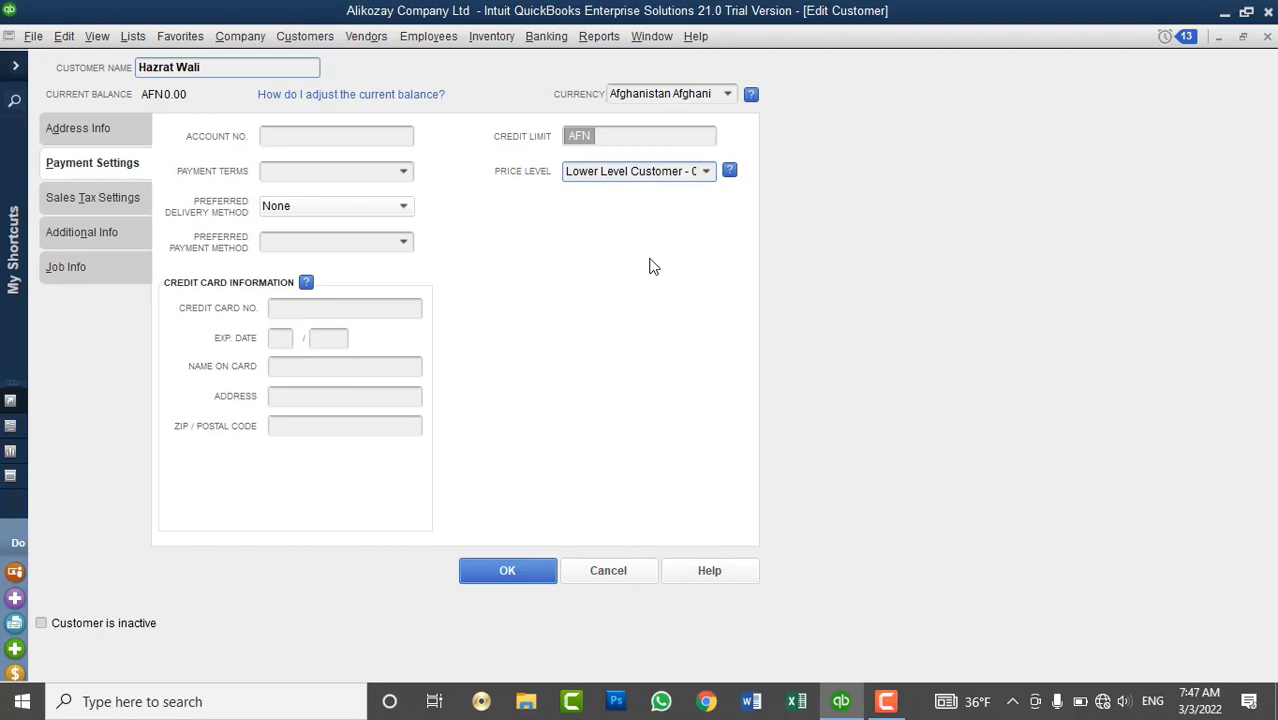 Alikozay Company Ltd - Intuit QuickBooks Enterprise Solutions 21.0 Trial Version - [Edit Customer]
File Edit View Lists Favorites Company Customers Vendors Employees Inventory Banking Reports Window Help 13
CUSTOMER NAME Hazrat Wali
CURRENT BALANCE AFN0.00 How do I adjust the current balance? CURRENCY Afghanistan Afghani ?
Address Info
Payment Settings
Sales Tax Settings
Additional Info
Job Info
ACCOUNT NO. CREDIT LIMIT AFN
PAYMENT TERMS PRICE LEVEL Lower Level Customer - ?
PREFERRED
DELIVERY METHOD None
PREFERRED
PAYMENT METHOD
CREDIT CARD INFORMATION ?
CREDIT CARD NO.
EXP. DATE /
NAME ON CARD
ADDRESS
ZIP / POSTAL CODE
OK Cancel Help
Customer is inactive
My Shortcuts
Do
qb
$
Type here to search
C Ps qb C
36°F ENG 7:47 AM
3/3/2022